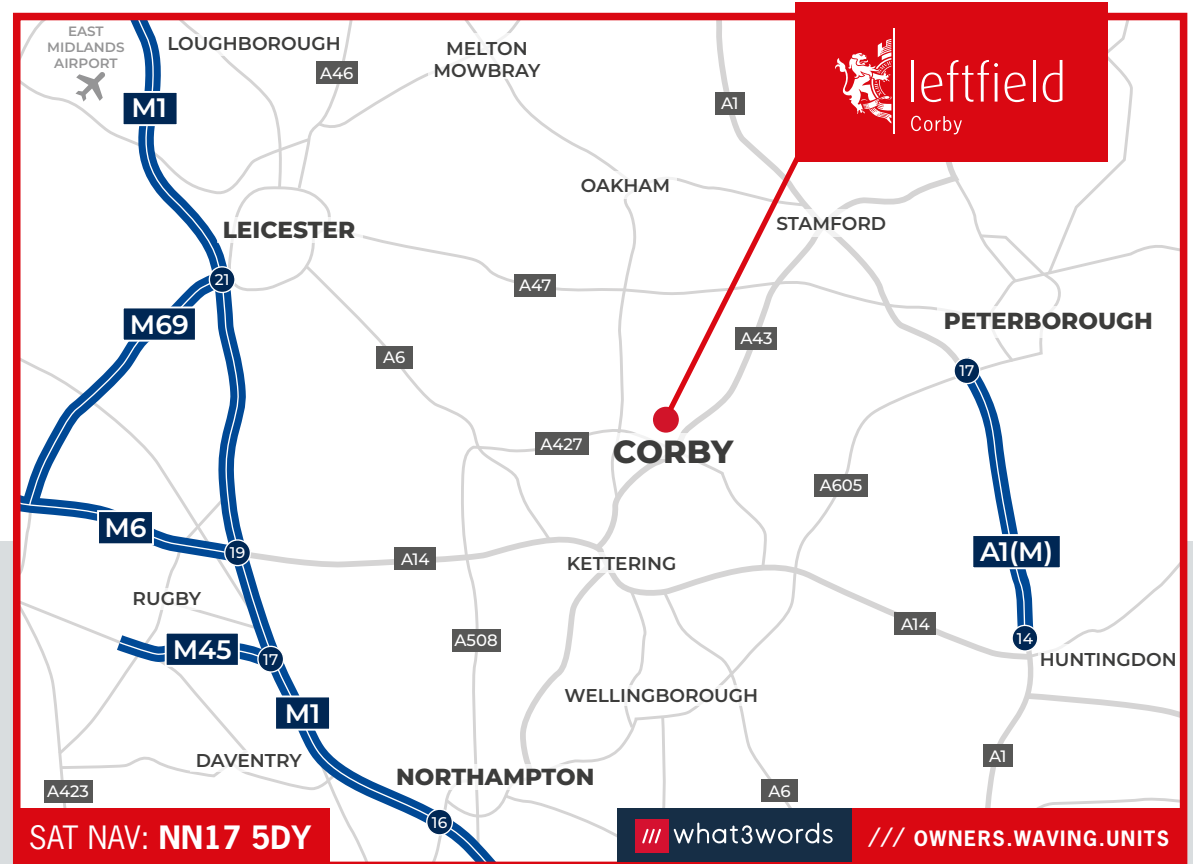 EAST
MIDLANDS
AIRPORT
LOUGHBOROUGH
MELTON
MOWBRAY
A46
M1
A1
leftfield
Corby
OAKHAM
STAMFORD
LEICESTER
21
A47
M69
A43
PETERBOROUGH
A6
17
A427
CORBY
A605
M6
19
A14
KETTERING
A1(M)
RUGBY
A14
14
M45
17
A508
HUNTINGDON
WELLINGBOROUGH
M1
DAVENTRY
A1
NORTHAMPTON
A423
A6
16
SAT NAV: NN17 5DY
/// what3words
/// OWNERS.WAVING.UNITS